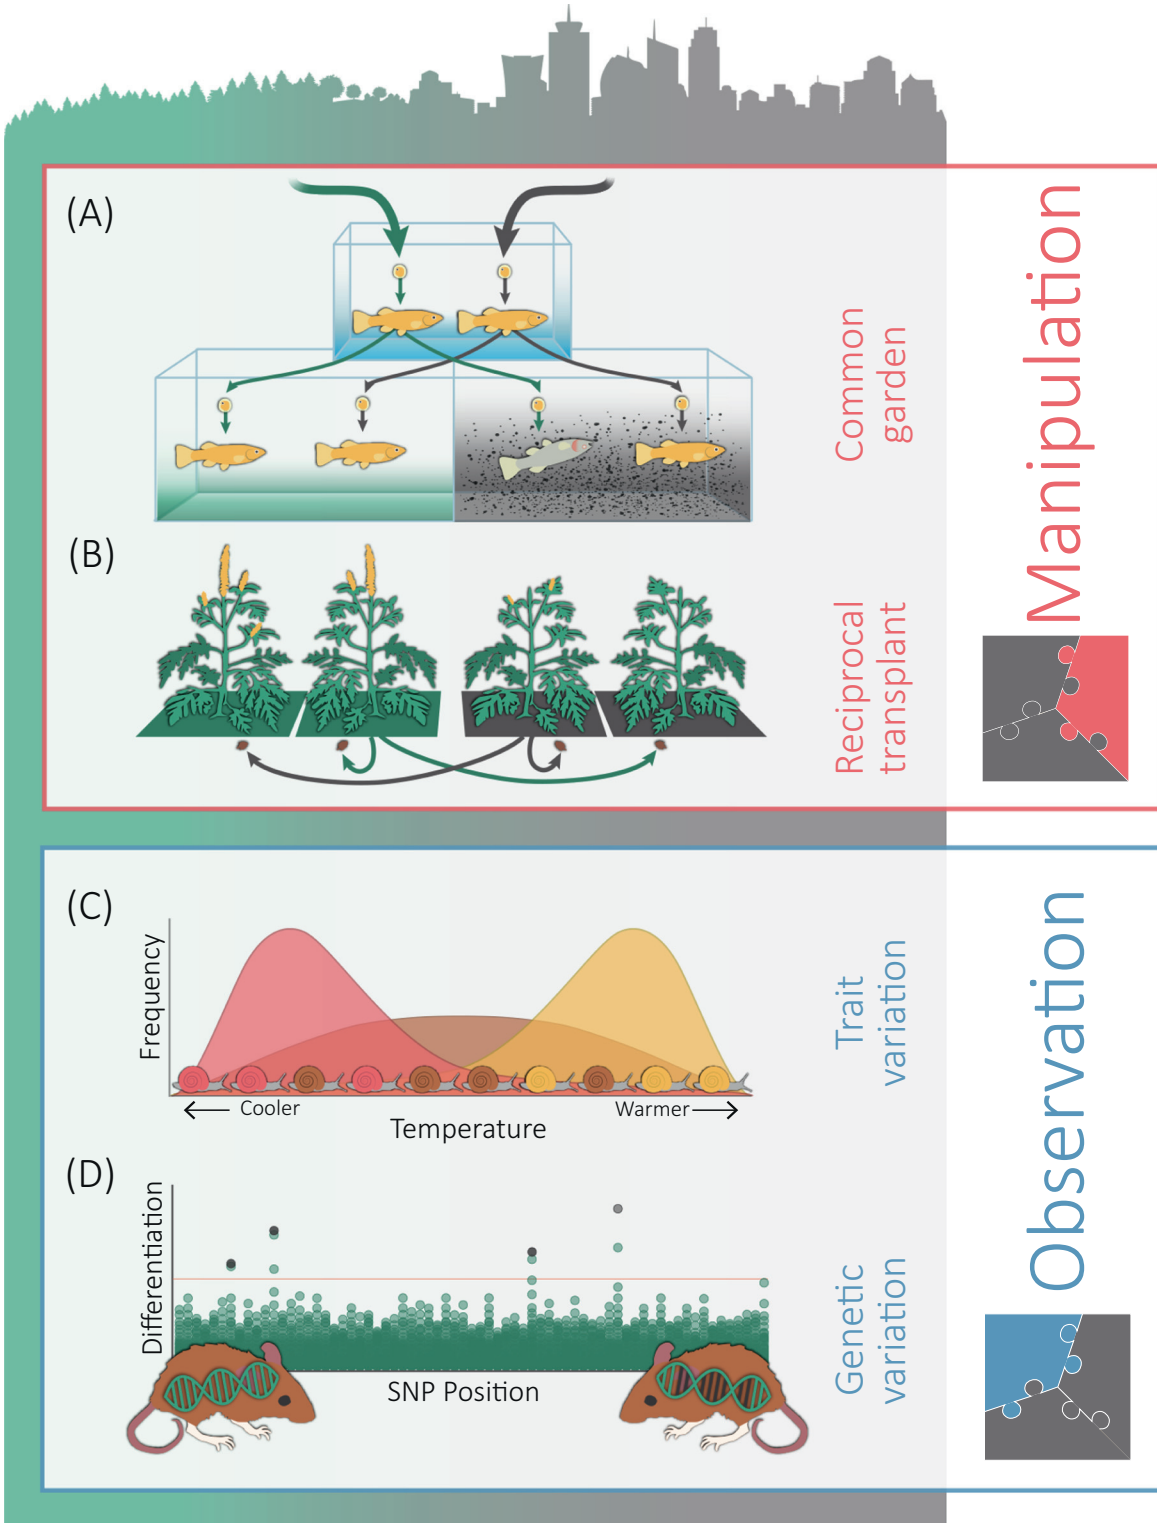 (A)
Common
garden
Manipulation
(B)
Reciprocal
transplant
(C)
Frequency
Cooler
Warmer
Temperature
Trait
variation
Observation
(D)
Differentiation
SNP Position
Genetic
variation